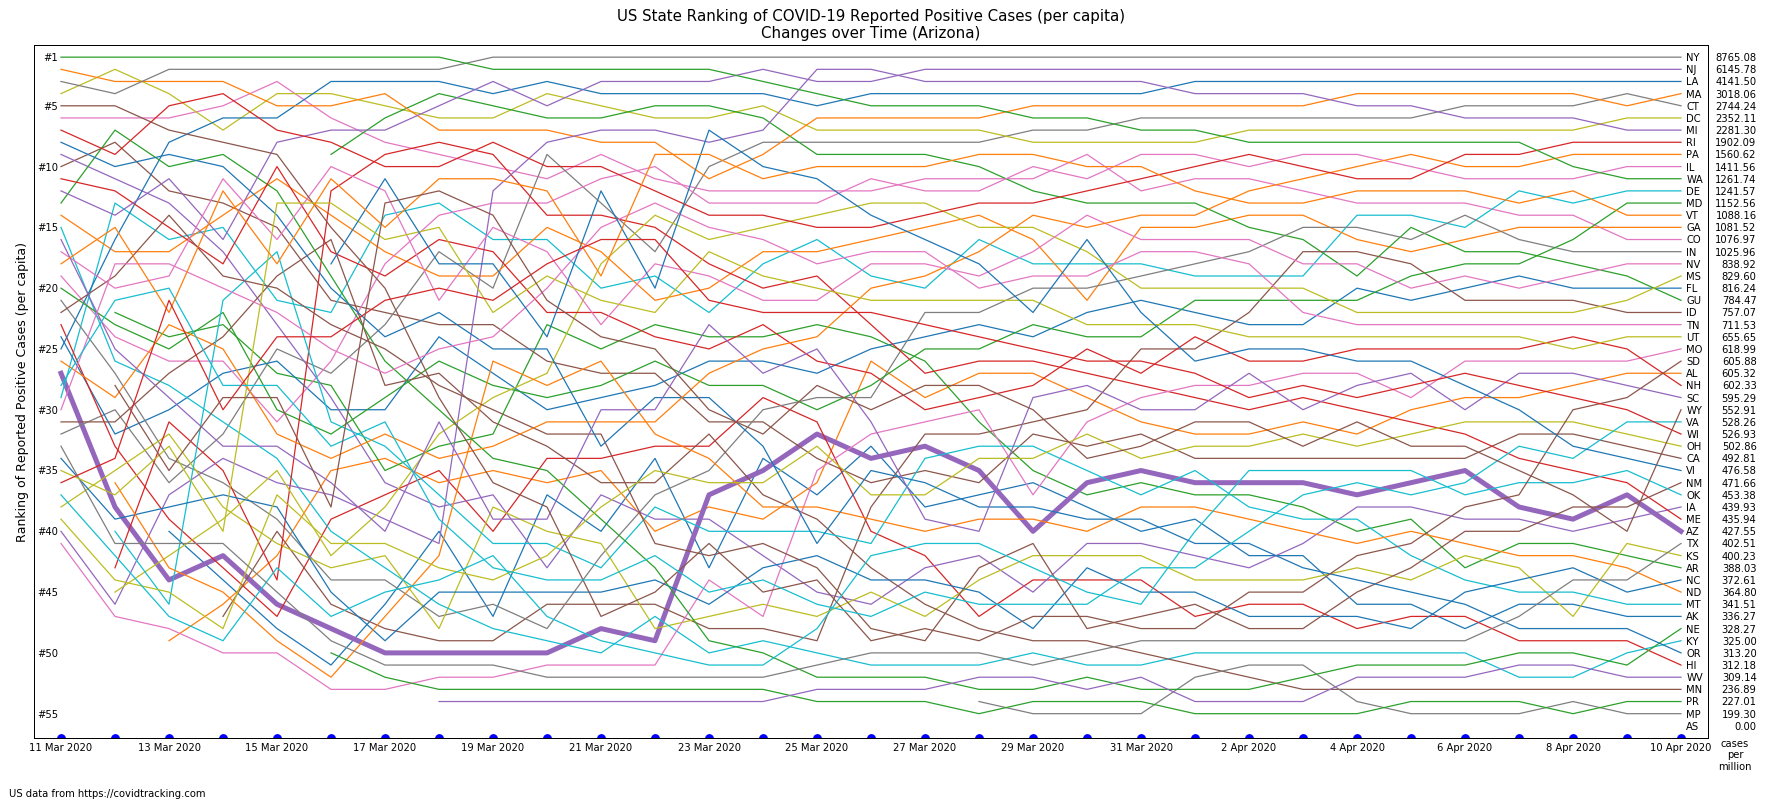 US State Ranking of COVID-19 Reported Positive Cases (per capita)
Changes over Time (Arizona)
Ranking of Reported Positive Cases (per capita)
#1
#5
#10
#15
#20
#25
#30
#35
#40
#45
#50
#55
NY 8765.08
NJ 6145.78
LA 4141.50
MA 3018.06
CT 2744.24
DC 2352.11
MI 2281.30
RI 1902.09
PA 1560.62
IL 1411.56
WA 1261.74
DE 1241.57
MD 1152.56
VT 1088.16
GA 1081.52
CO 1076.97
IN 1025.96
NV 838.92
MS 829.60
FL 816.24
GU 784.47
ID 757.07
TN 711.53
UT 655.65
MO 618.99
SD 605.88
AL 605.32
NH 602.33
SC 595.29
WY 552.91
VA 528.26
WI 526.93
OH 502.86
CA 492.81
VI 476.58
NM 471.66
OK 453.38
IA 439.93
ME 435.94
AZ 427.55
TX 402.51
KS 400.23
AR 388.03
NC 372.61
ND 364.80
MT 341.51
AK 336.27
NE 328.27
KY 325.00
OR 313.20
HI 312.18
WV 309.14
MN 236.89
PR 227.01
MP 199.30
AS 0.00
11 Mar 2020 13 Mar 2020 15 Mar 2020 17 Mar 2020 19 Mar 2020 21 Mar 2020 23 Mar 2020 25 Mar 2020 27 Mar 2020 29 Mar 2020 31 Mar 2020 2 Apr 2020 4 Apr 2020 6 Apr 2020 8 Apr 2020 10 Apr 2020
cases
per
million
US data from https://covidtracking.com